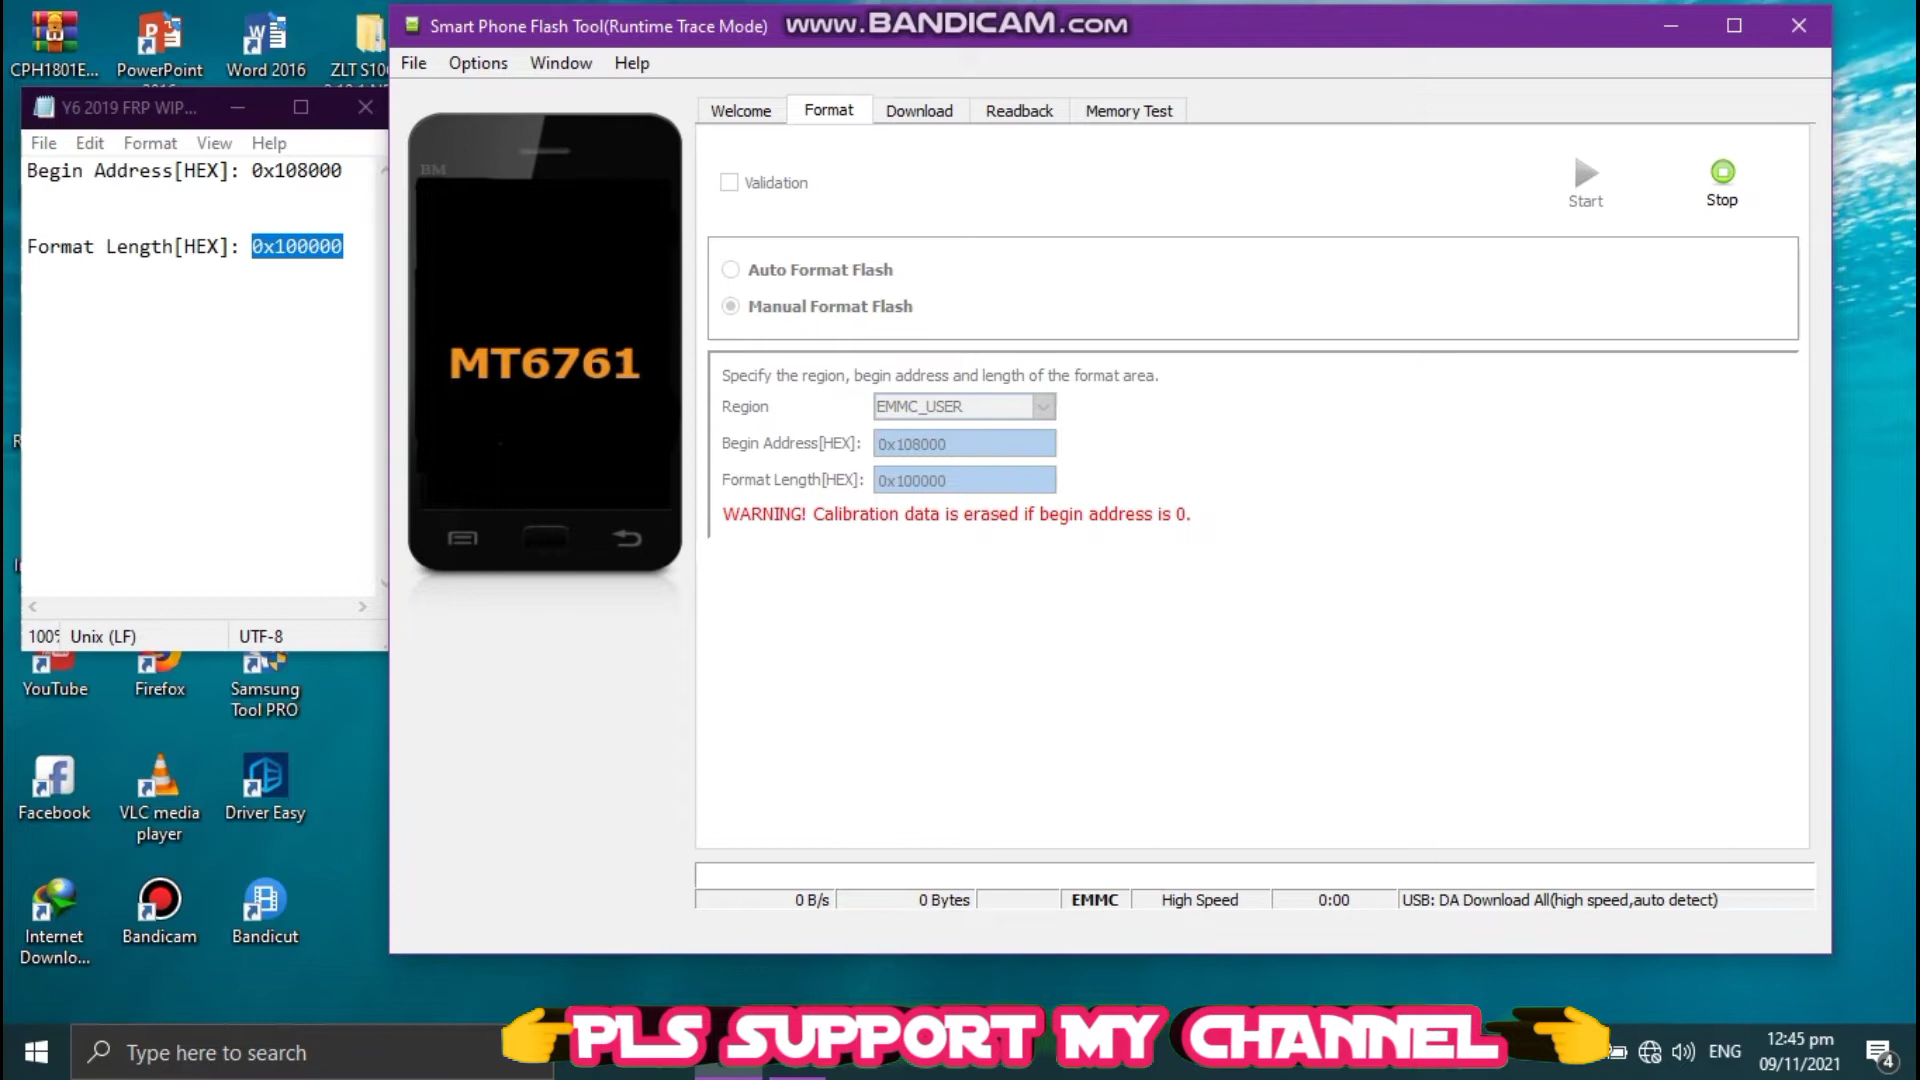 CPH1801E...
PowerPoint
2016
Word 2016
Y6 2019 FRP WIP...
File Edit Format View Help
Begin Address[HEX]: 0x108000
Format Length[HEX]: 0x100000
100%
Unix (LF)
UTF-8
YouTube
Firefox
Samsung
Tool PRO
Facebook
VLC media
player
Driver Easy
Internet
Downlo...
Bandicam
Bandicut
Smart Phone Flash Tool(Runtime Trace Mode)
www.BANDICAM.com
File Options Window Help
BM
MT6761
Welcome Format Download Readback Memory Test
Validation
Start
Stop
Auto Format Flash
Manual Format Flash
Specify the region, begin address and length of the format area.
Region EMMC_USER
Begin Address[HEX]: 0x108000
Format Length[HEX]: 0x100000
WARNING! Calibration data is erased if begin address is 0.
0 B/s 0 Bytes EMMC High Speed 0:00 USB: DA Download All(high speed,auto detect)
PLS SUPPORT MY CHANNEL
Type here to search
ENG
12:45 pm
09/11/2021
4